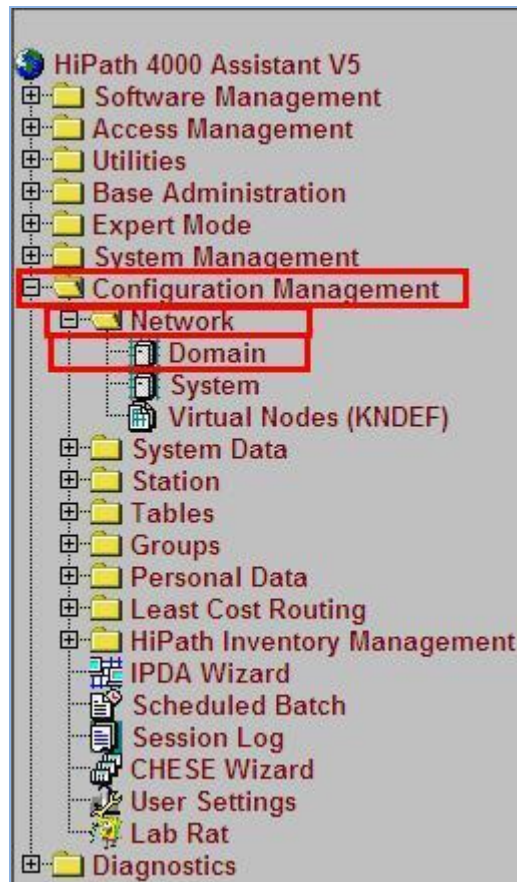 HiPath 4000 Assistant V5
Software Management
Access Management
Utilities
Base Administration
Expert Mode
System Management
Configuration Management
Network
Domain
System
Virtual Nodes (KNDEF)
System Data
Station
Tables
Groups
Personal Data
Least Cost Routing
HiPath Inventory Management
IPDA Wizard
Scheduled Batch
Session Log
CHESE Wizard
User Settings
Lab Rat
Diagnostics